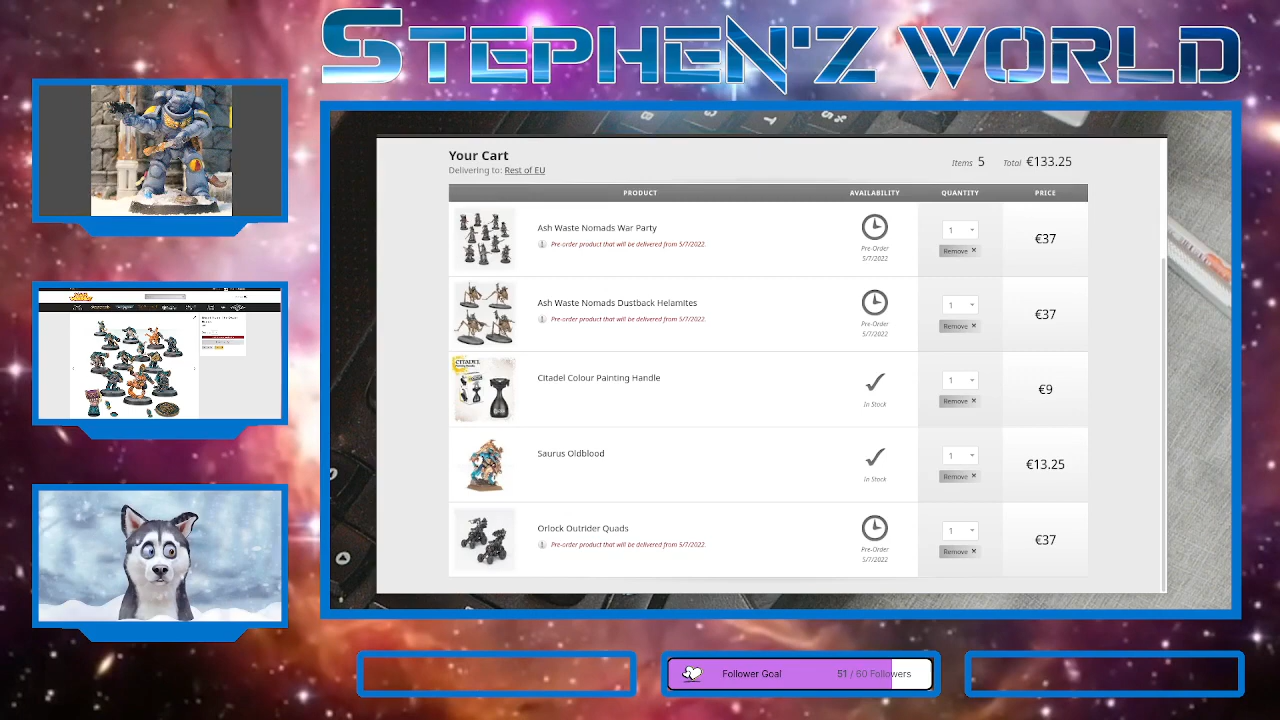 STEPHEN'Z WORLD
Your Cart
Delivering to: Rest of EU
Items 5 Total €133.25
PRODUCT AVAILABILITY QUANTITY PRICE
Ash Waste Nomads War Party
Pre-order product that will be delivered from 5/7/2022.
Pre-Order
5/7/2022
1
Remove ✕
€37
Ash Waste Nomads Dustback Helamites
Pre-order product that will be delivered from 5/7/2022.
Pre-Order
5/7/2022
1
Remove ✕
€37
CITADEL
Citadel Colour Painting Handle
In Stock
1
Remove ✕
€9
Saurus Oldblood
In Stock
1
Remove ✕
€13.25
Orlock Outrider Quads
Pre-order product that will be delivered from 5/7/2022.
Pre-Order
5/7/2022
1
Remove ✕
€37
Follower Goal 51 / 60 Followers